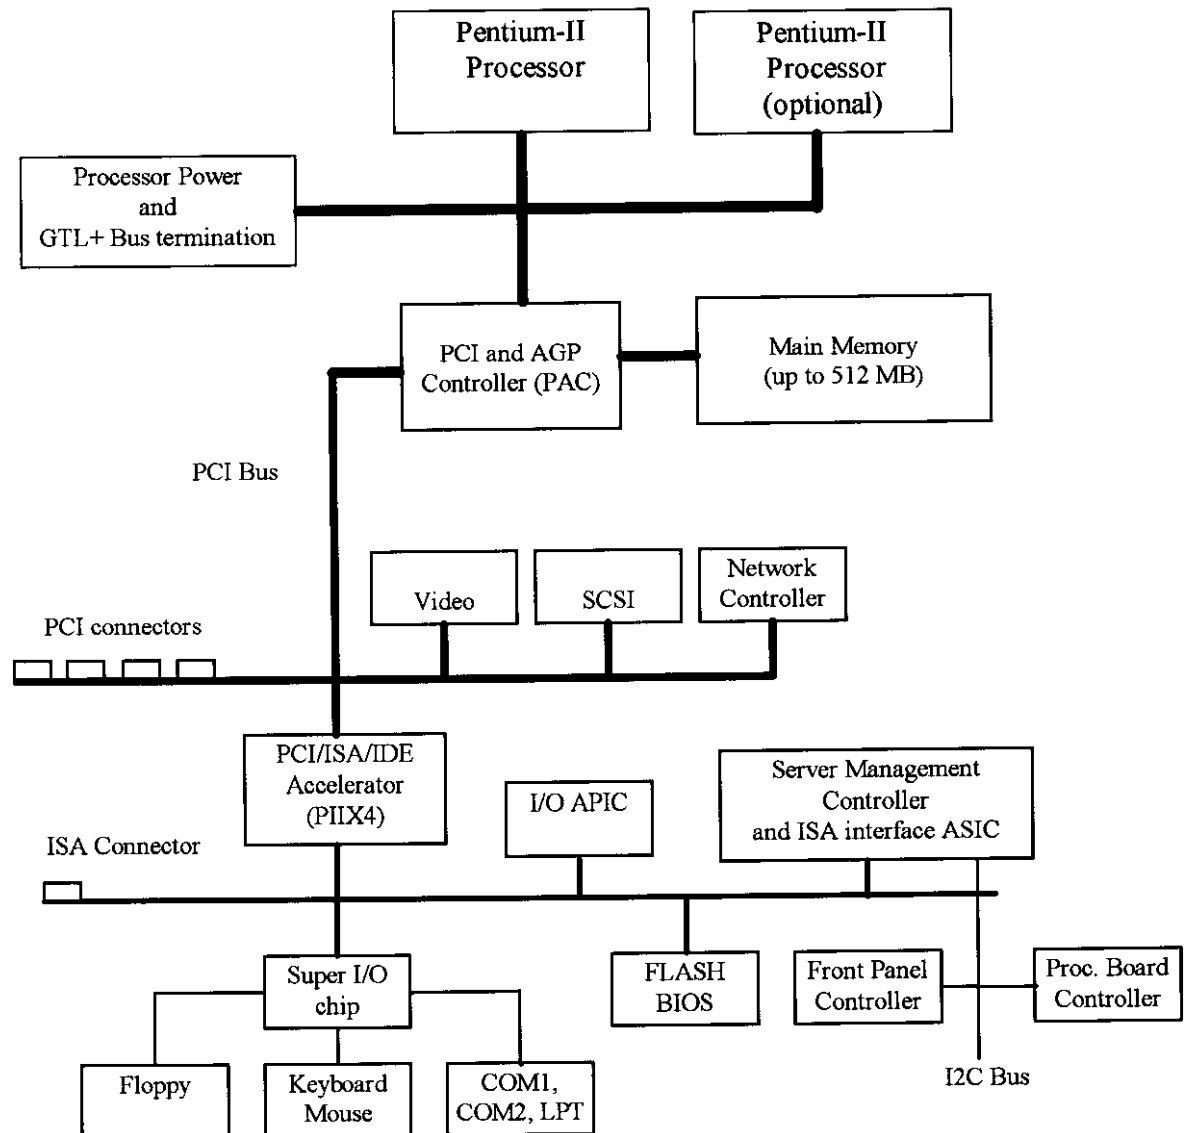 Pentium-II
Processor
Pentium-II
Processor
(optional)
Processor Power
and
GTL+ Bus termination
PCI and AGP
Controller (PAC)
Main Memory
(up to 512 MB)
PCI Bus
Video
SCSI
Network
Controller
PCI connectors
PCI/ISA/IDE
Accelerator
(PIIX4)
I/O APIC
Server Management
Controller
and ISA interface ASIC
ISA Connector
Super I/O
chip
FLASH
BIOS
Front Panel
Controller
Proc. Board
Controller
Floppy
Keyboard
Mouse
COM1,
COM2, LPT
I2C Bus